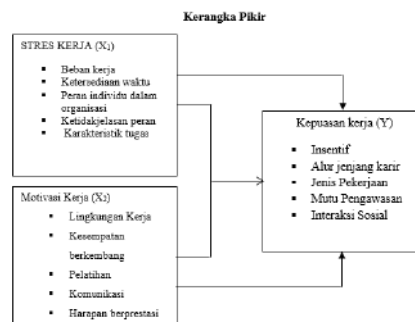 Kerangka Pikir
STRES KERJA (X1)
Beban kerja
Ketersediaan waktu
Peran individu dalam
organisasi
Ketidakjelasan peran
Karakteristik tugas
Kepuasan kerja (Y)
Insentif
Alur jenjang karir
Jenis Pekerjaan
Mutu Pengawasan
Interaksi Sosial
Motivasi Kerja (X2)
Lingkungan Kerja
Kesempatan
berkembang
Pelatihan
Komunikasi
Harapan berprestasi